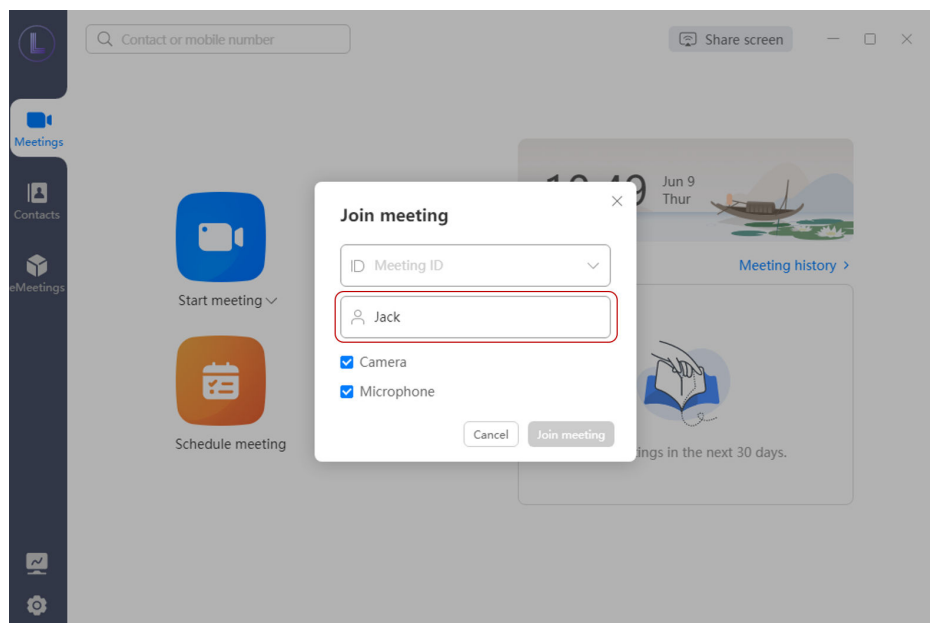 L
Contact or mobile number
Share screen
Meetings
Contacts
eMeetings
Start meeting
Schedule meeting
Jun 9
Thur
Meeting history
ings in the next 30 days.
Join meeting
ID Meeting ID
Jack
Camera
Microphone
Cancel
Join meeting